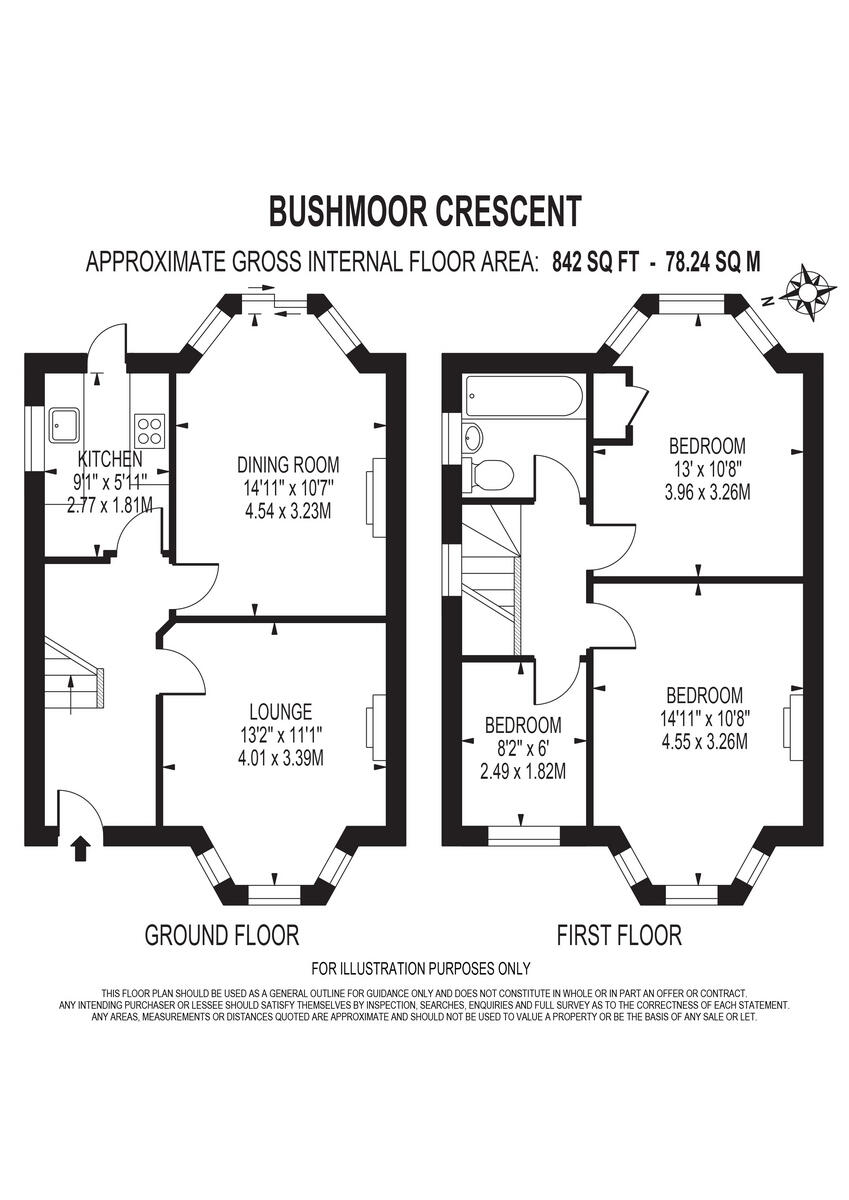 BUSHMOOR CRESCENT
APPROXIMATE GROSS INTERNAL FLOOR AREA: 842 SQ FT - 78.24 SQ M
N
KITCHEN
9'1" x 5'11"
2.77 x 1.81M
DINING ROOM
14'11" x 10'7"
4.54 x 3.23M
LOUNGE
13'2" x 11'1"
4.01 x 3.39M
BEDROOM
13' x 10'8"
3.96 x 3.26M
BEDROOM
14'11" x 10'8"
4.55 x 3.26M
BEDROOM
8'2" x 6'
2.49 x 1.82M
GROUND FLOOR
FIRST FLOOR
FOR ILLUSTRATION PURPOSES ONLY
THIS FLOOR PLAN SHOULD BE USED AS A GENERAL OUTLINE FOR GUIDANCE ONLY AND DOES NOT CONSTITUTE IN WHOLE OR IN PART AN OFFER OR CONTRACT.
ANY INTENDING PURCHASER OR LESSEE SHOULD SATISFY THEMSELVES BY INSPECTION, SEARCHES, ENQUIRIES AND FULL SURVEY AS TO THE CORRECTNESS OF EACH STATEMENT.
ANY AREAS, MEASUREMENTS OR DISTANCES QUOTED ARE APPROXIMATE AND SHOULD NOT BE USED TO VALUE A PROPERTY OR BE THE BASIS OF ANY SALE OR LET.